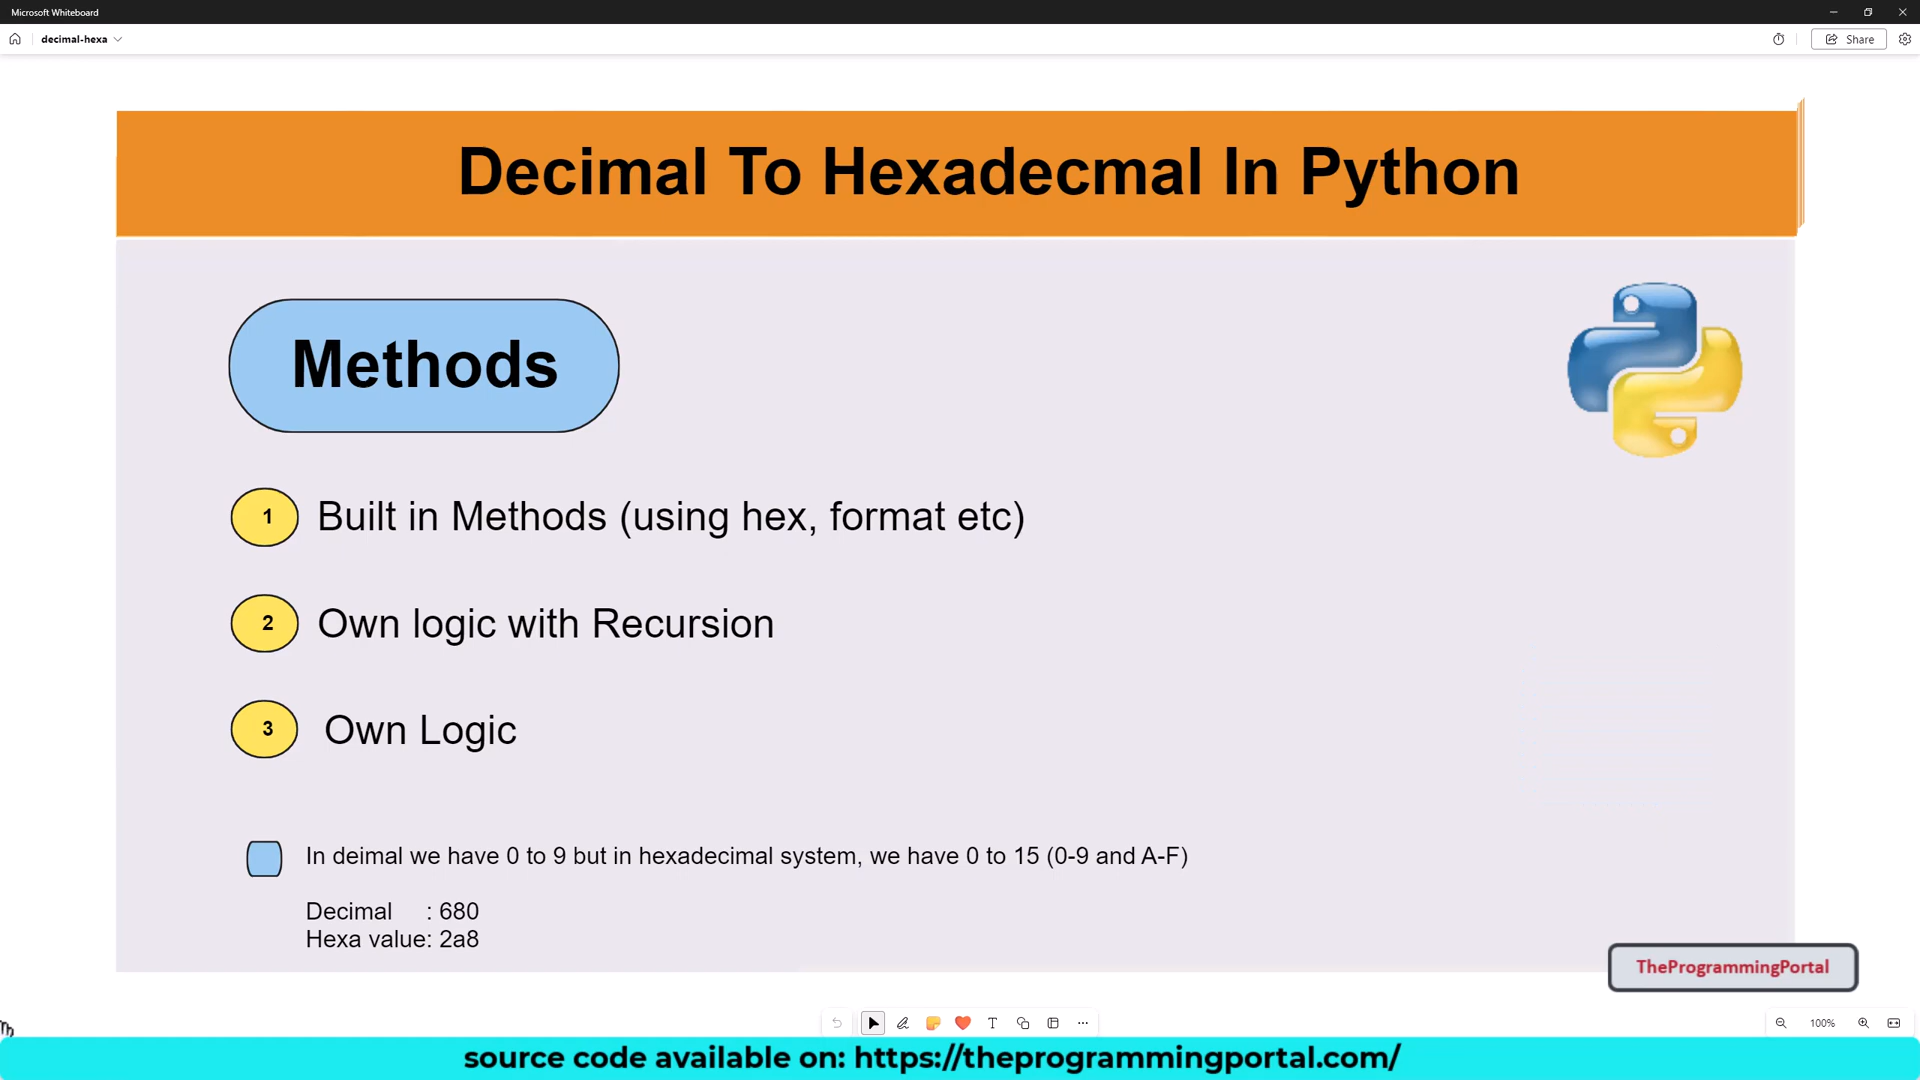 Microsoft Whiteboard
decimal-hexa
Share
Decimal To Hexadecmal In Python
Methods
1 Built in Methods (using hex, format etc)
2 Own logic with Recursion
3 Own Logic
In deimal we have 0 to 9 but in hexadecimal system, we have 0 to 15 (0-9 and A-F)
Decimal : 680
Hexa value: 2a8
TheProgrammingPortal
100%
source code available on: https://theprogrammingportal.com/